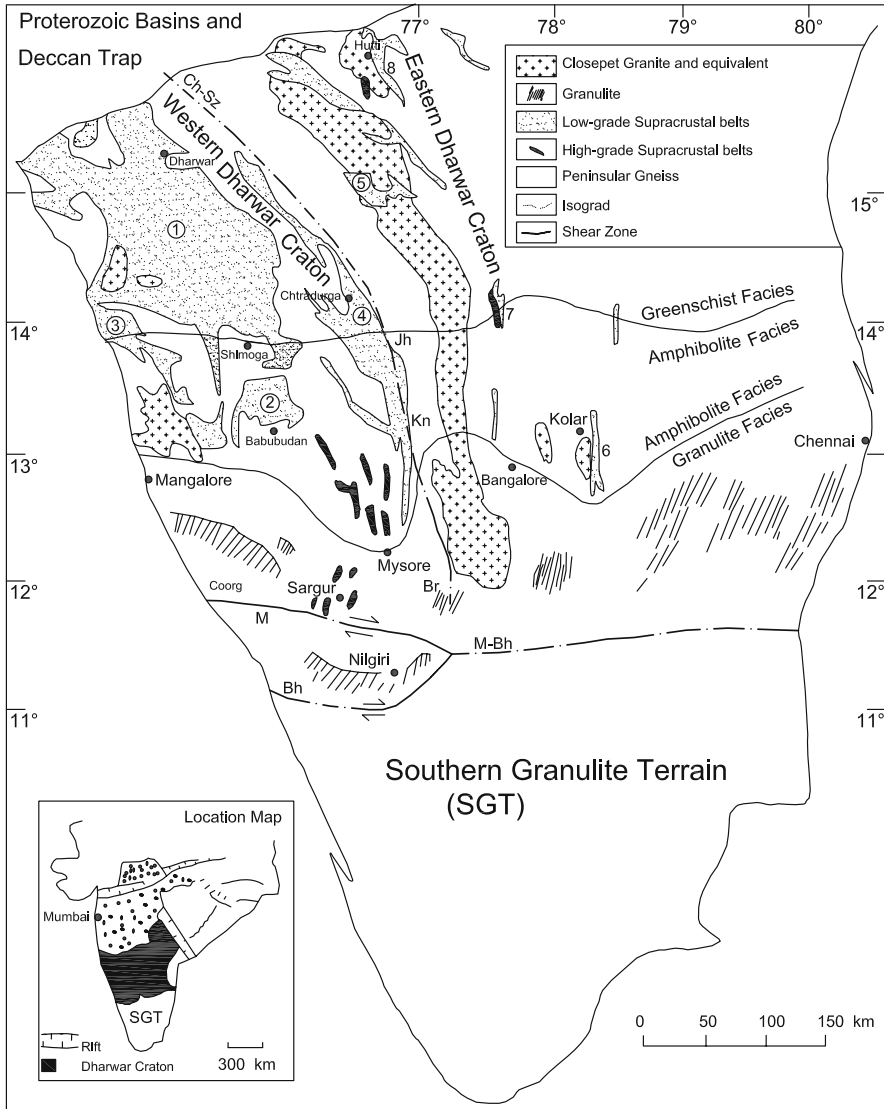 Proterozoic Basins and
Deccan Trap
77°
78°
79°
80°
Closepet Granite and equivalent
Granulite
Low-grade Supracrustal belts
High-grade Supracrustal belts
Peninsular Gneiss
Isograd
Shear Zone
Hutti
8
Ch-Sz
Eastern Dharwar Craton
Western Dharwar Craton
Dharwar
5
15°
15°
1
Chtradurga
4
7
Greenschist Facies
14°
3
14°
Jh
Amphibolite Facies
Shimoga
2
Kn
Kolar
Amphibolite Facies
Granulite Facies
Babubudan
6
Chennai
13°
Bangalore
13°
Mangalore
Mysore
12°
Coorg
Sargur
Br
12°
M
M-Bh
Nilgiri
Bh
11°
11°
Southern Granulite Terrain
(SGT)
Location Map
Mumbai
SGT
Rift
Dharwar Craton
300 km
0 50 100 150 km